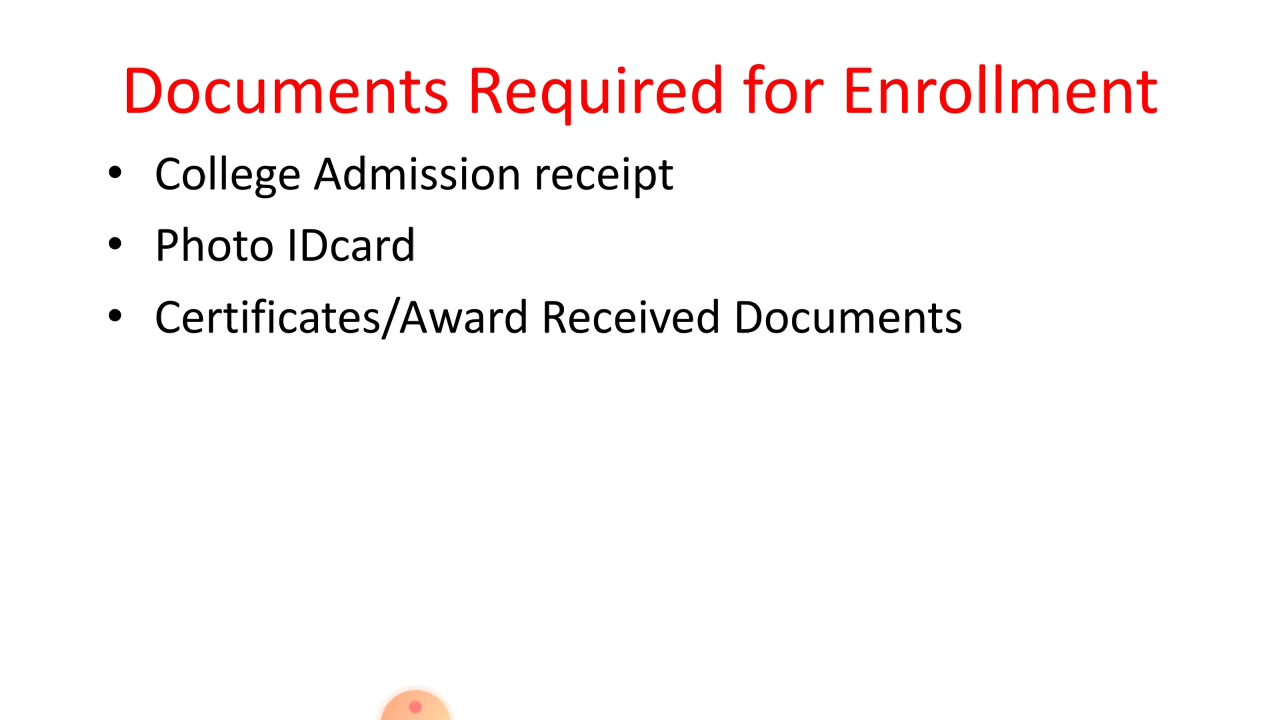 Documents Required for Enrollment
• College Admission receipt
• Photo IDcard
• Certificates/Award Received Documents